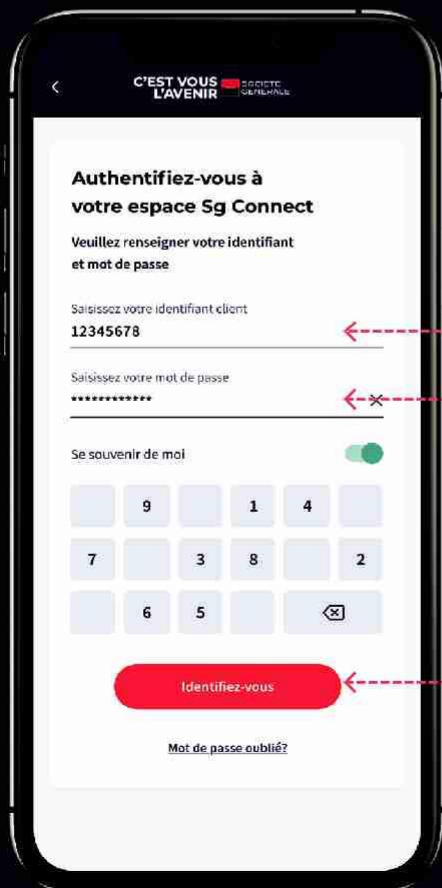 C'EST VOUS
L'AVENIR
SOCIETE
GENERALE
Authentifiez-vous à
votre espace Sg Connect
Veuillez renseigner votre identifiant
et mot de passe
Saisissez votre identifiant client
12345678
Saisissez votre mot de passe
************
Se souvenir de moi
9 1 4
7 3 8 2
6 5
Identifiez-vous
Mot de passe oublié?